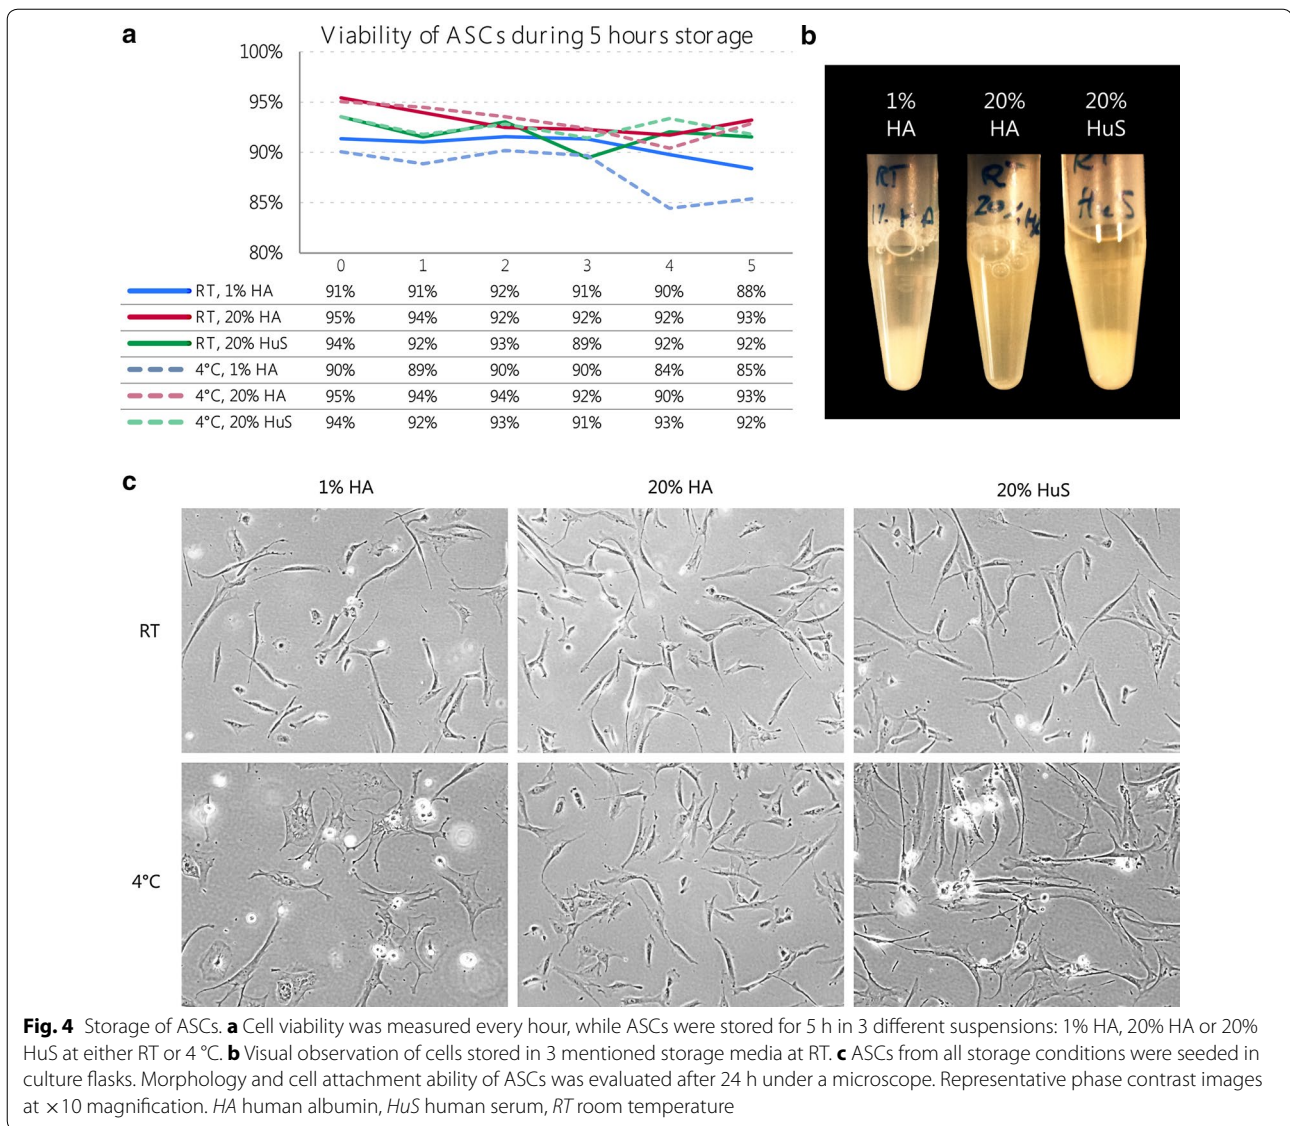 a
Viability of ASCs during 5 hours storage
100%
95%
90%
85%
80%
0 1 2 3 4 5
RT, 1% HA 91% 91% 92% 91% 90% 88%
RT, 20% HA 95% 94% 92% 92% 92% 93%
RT, 20% HuS 94% 92% 93% 89% 92% 92%
4°C, 1% HA 90% 89% 90% 90% 84% 85%
4°C, 20% HA 95% 94% 94% 92% 90% 93%
4°C, 20% HuS 94% 92% 93% 91% 93% 92%
b
1% 20% 20%
HA HA HuS
RT RT RT
1% HA 20% HA HuS
c
1% HA 20% HA 20% HuS
RT
4°C
Fig. 4 Storage of ASCs. a Cell viability was measured every hour, while ASCs were stored for 5 h in 3 different suspensions: 1% HA, 20% HA or 20%
HuS at either RT or 4 °C. b Visual observation of cells stored in 3 mentioned storage media at RT. c ASCs from all storage conditions were seeded in
culture flasks. Morphology and cell attachment ability of ASCs was evaluated after 24 h under a microscope. Representative phase contrast images
at ×10 magnification. HA human albumin, HuS human serum, RT room temperature